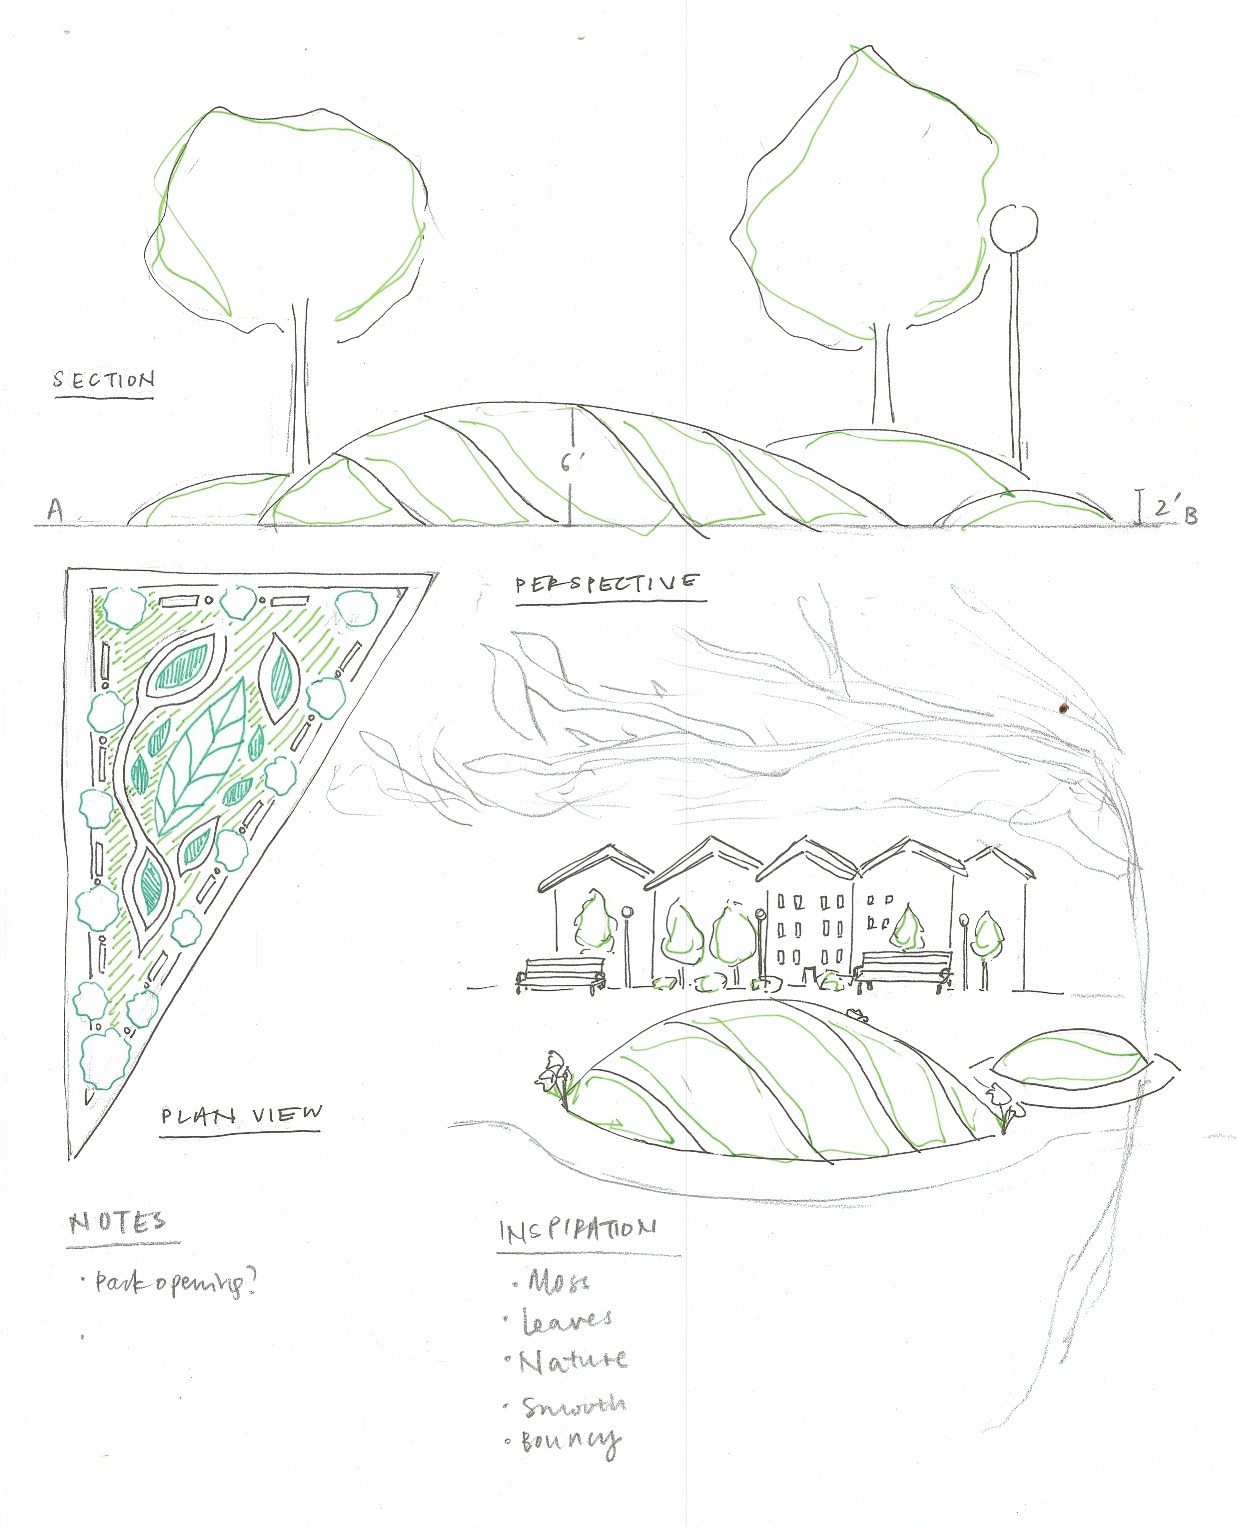 SECTION
6'
A
2'
B
PERSPECTIVE
PLAN VIEW
NOTES
· Park opening?
·
INSPIRATION
· Moss
· Leaves
· Nature
· Smooth
· Bouncy